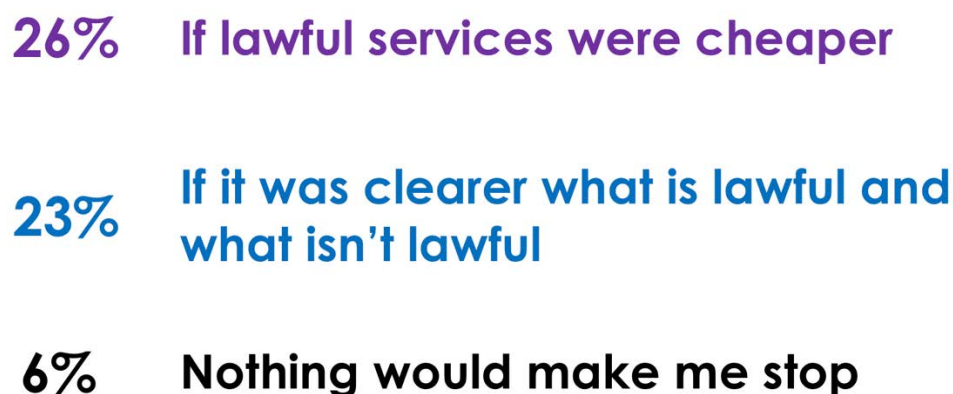 26% If lawful services were cheaper
23% If it was clearer what is lawful and
what isn't lawful
6% Nothing would make me stop